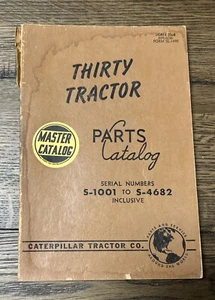 THIRTY
TRACTOR
MASTER
CATALOG
PARTS
Catalog
SERIAL NUMBERS
S-1001 TO S-4682
INCLUSIVE
CATERPILLAR TRACTOR CO.